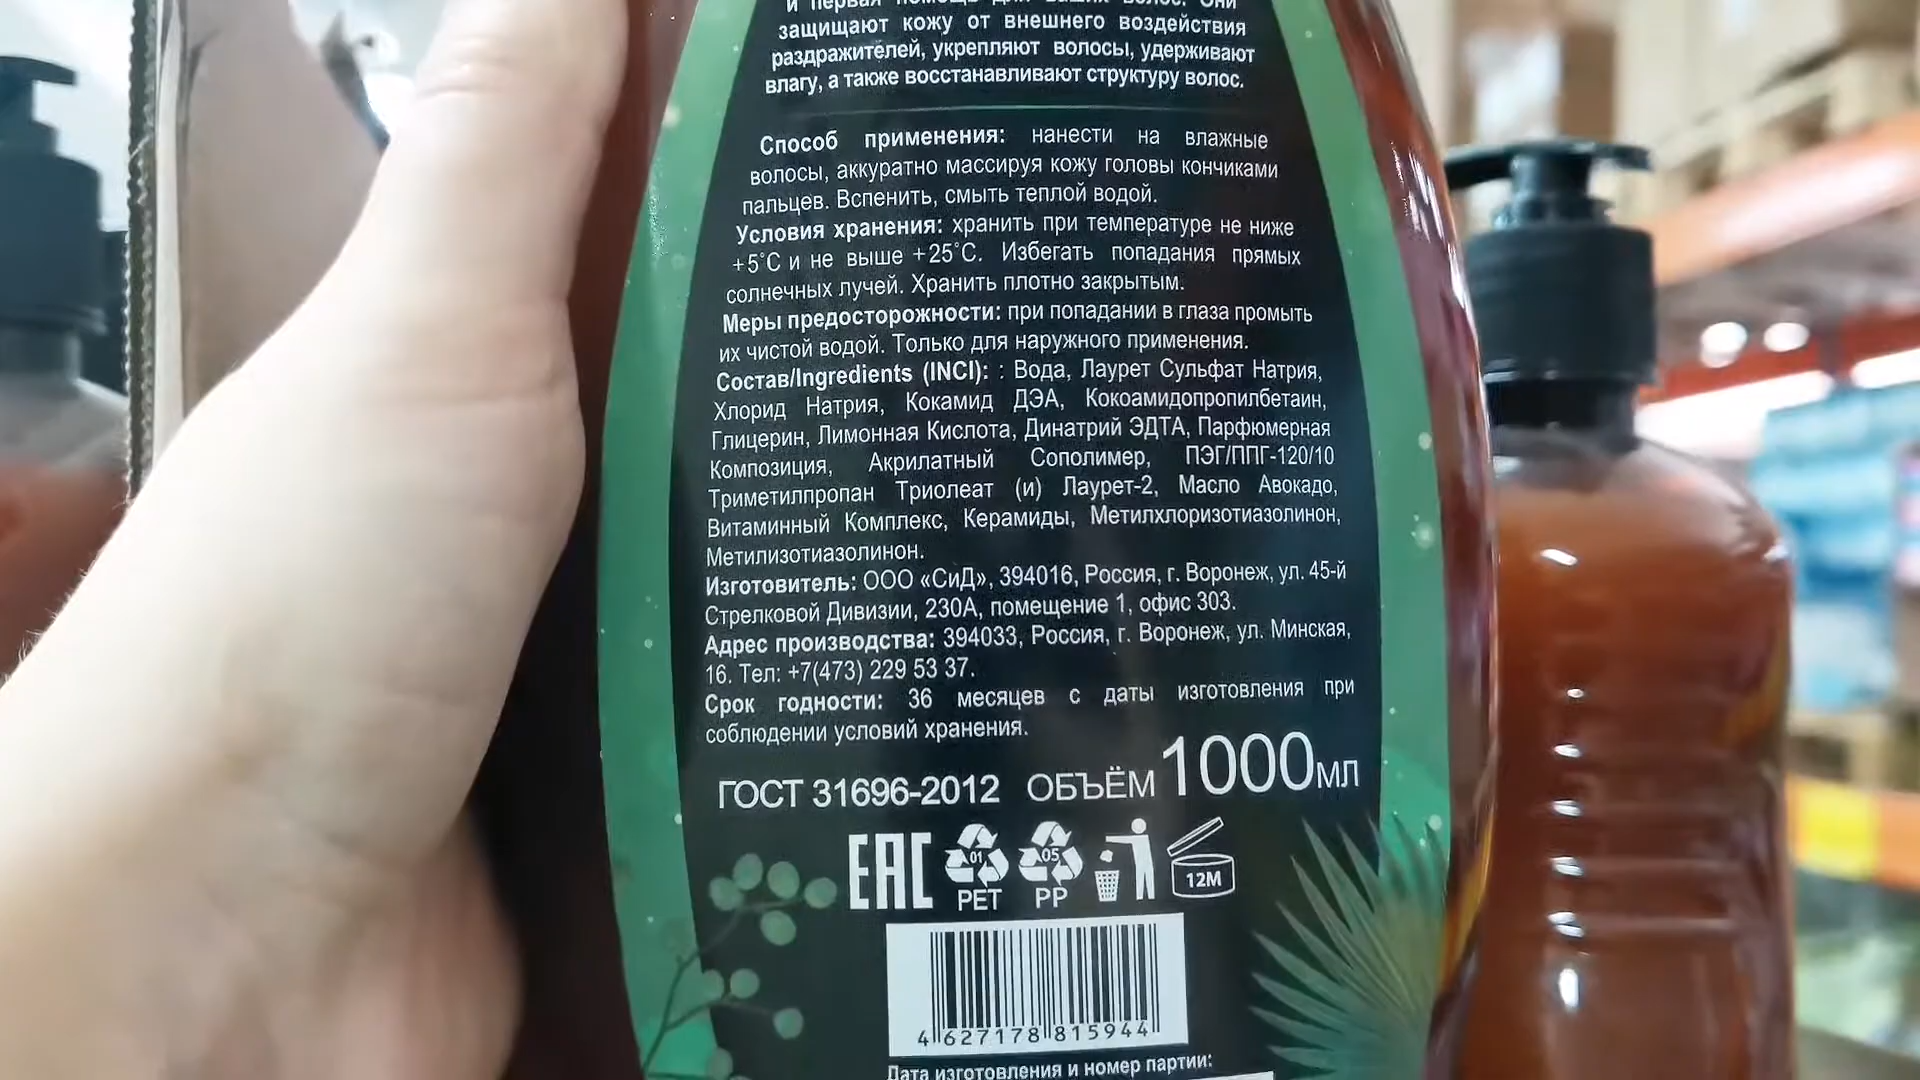 и первая помощь для ваших волос. Они
защищают кожу от внешнего воздействия
раздражителей, укрепляют волосы, удерживают
влагу, а также восстанавливают структуру волос.
Способ применения: нанести на влажные
волосы, аккуратно массируя кожу головы кончиками
пальцев. Вспенить, смыть теплой водой.
Условия хранения: хранить при температуре не ниже
+5°С и не выше +25°С. Избегать попадания прямых
солнечных лучей. Хранить плотно закрытым.
Меры предосторожности: при попадании в глаза промыть
их чистой водой. Только для наружного применения.
Состав/Ingredients (INCI): : Вода, Лаурет Сульфат Натрия,
Хлорид Натрия, Кокамид ДЭА, Кокоамидопропилбетаин,
Глицерин, Лимонная Кислота, Динатрий ЭДТА, Парфюмерная
Композиция, Акрилатный Сополимер, ПЭГ/ППГ-120/10
Триметилпропан Триолеат (и) Лаурет-2, Масло Авокадо,
Витаминный Комплекс, Керамиды, Метилхлоризотиазолинон,
Метилизотиазолинон.
Изготовитель: ООО «СиД», 394016, Россия, г. Воронеж, ул. 45-й
Стрелковой Дивизии, 230А, помещение 1, офис 303.
Адрес производства: 394033, Россия, г. Воронеж, ул. Минская,
16. Тел: +7(473) 229 53 37.
Срок годности: 36 месяцев с даты изготовления при
соблюдении условий хранения.
ГОСТ 31696-2012 ОБЪЁМ 1000мл
EAC 01 PET 05 PP 12M
4 627178 815944
Дата изготовления и номер партии: